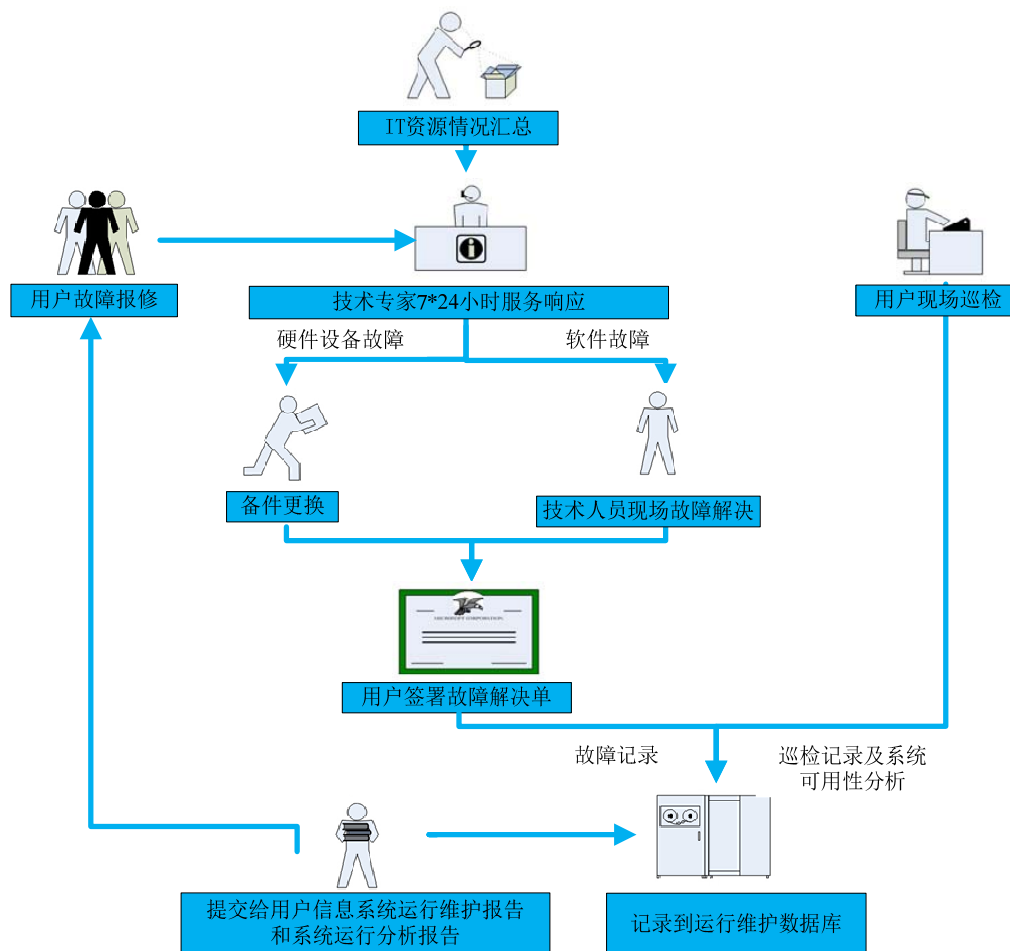 IT资源情况汇总
用户故障报修
技术专家7*24小时服务响应
用户现场巡检
硬件设备故障
软件故障
备件更换
技术人员现场故障解决
MICROSOFT CORPORATION
用户签署故障解决单
故障记录
巡检记录及系统
可用性分析
提交给用户信息系统运行维护报告
和系统运行分析报告
记录到运行维护数据库